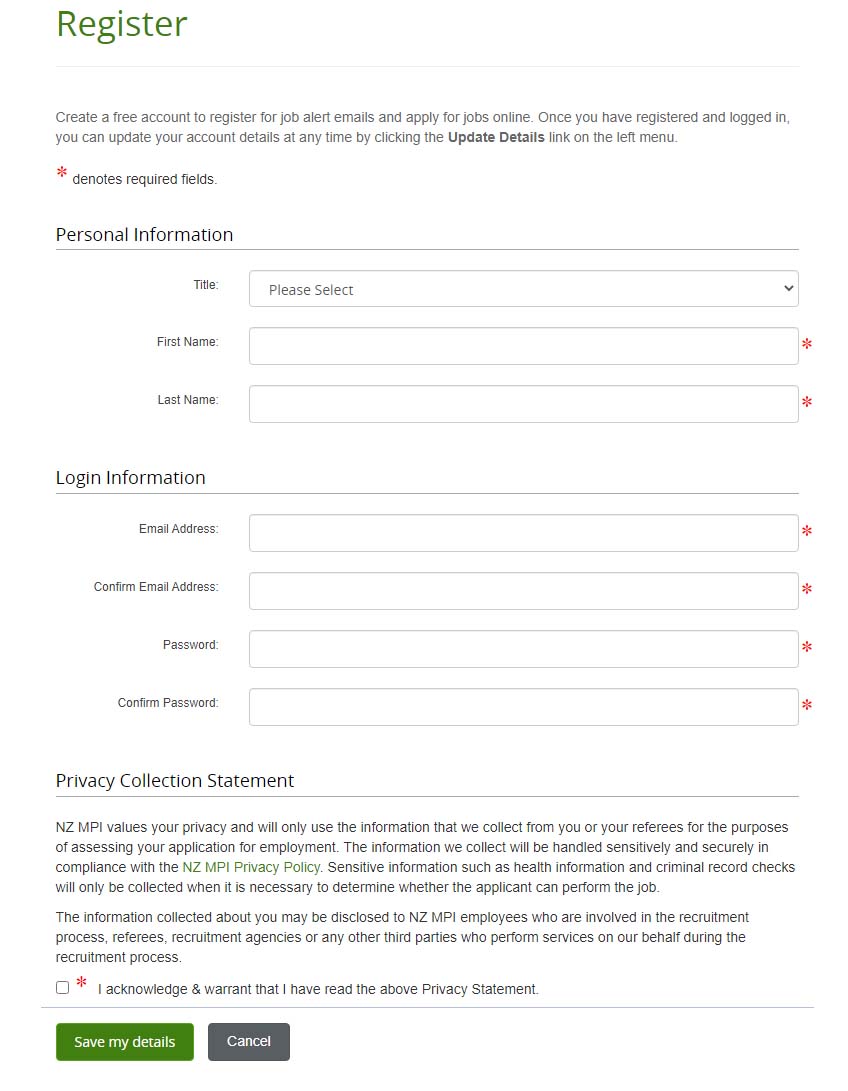 Register
Create a free account to register for job alert emails and apply for jobs online. Once you have registered and logged in,
you can update your account details at any time by clicking the Update Details link on the left menu.
* denotes required fields.
Personal Information
Title:
Please Select
First Name:
*
Last Name:
*
Login Information
Email Address:
*
Confirm Email Address:
*
Password:
*
Confirm Password:
*
Privacy Collection Statement
NZ MPI values your privacy and will only use the information that we collect from you or your referees for the purposes
of assessing your application for employment. The information we collect will be handled sensitively and securely in
compliance with the NZ MPI Privacy Policy. Sensitive information such as health information and criminal record checks
will only be collected when it is necessary to determine whether the applicant can perform the job.
The information collected about you may be disclosed to NZ MPI employees who are involved in the recruitment
process, referees, recruitment agencies or any other third parties who perform services on our behalf during the
recruitment process.
* I acknowledge & warrant that I have read the above Privacy Statement.
Save my details
Cancel